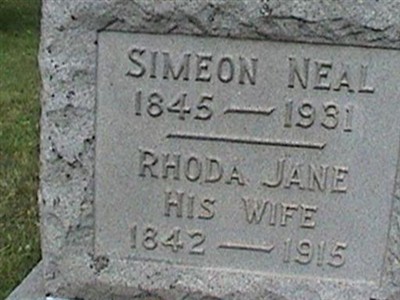 SIMEON NEAL
1845 — 1931
RHODA JANE
HIS WIFE
1842 — 1915